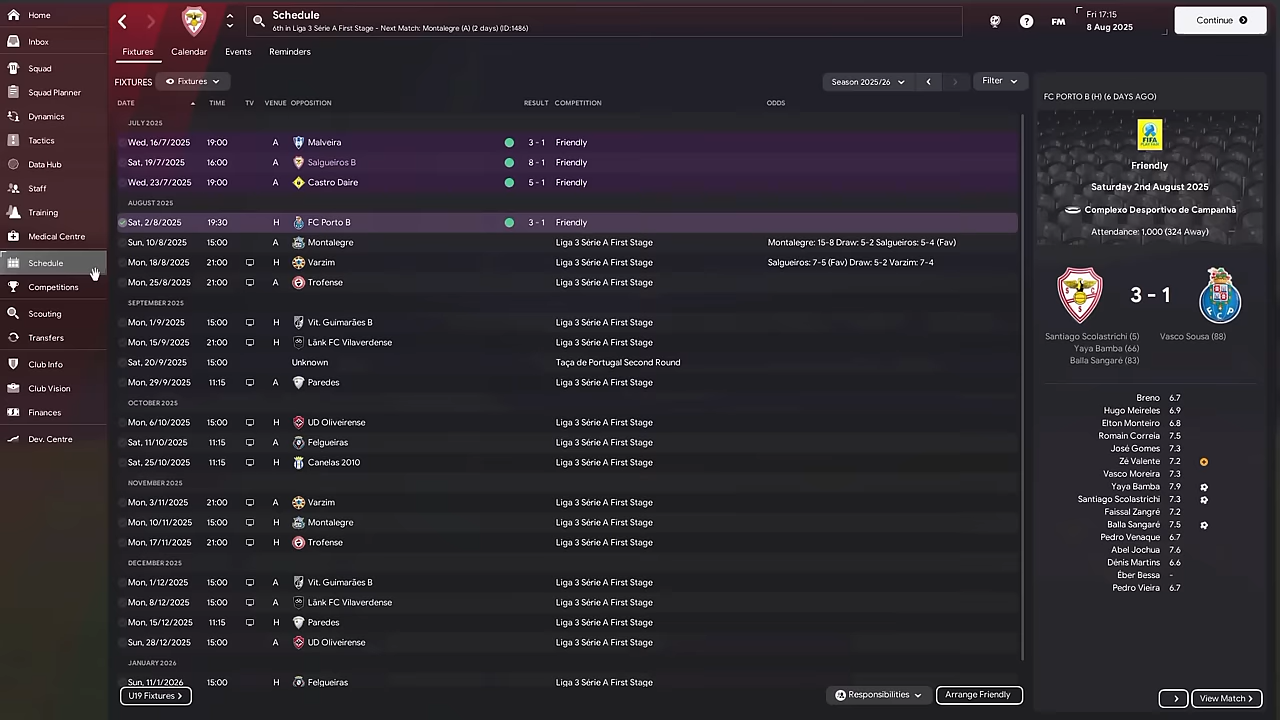 Home
Inbox
Squad
Squad Planner
Dynamics
Tactics
Data Hub
Staff
Training
Medical Centre
Schedule
Competitions
Scouting
Transfers
Club Info
Club Vision
Finances
Dev. Centre
Schedule
6th in Liga 3 Série A First Stage - Next Match: Montalegre (A) (2 days) (ID:1486)
FM
Fri 17:15
8 Aug 2025
Continue
Fixtures Calendar Events Reminders
FIXTURES Fixtures Season 2025/26 Filter
DATE TIME TV VENUE OPPOSITION RESULT COMPETITION ODDS
JULY 2025
Wed, 16/7/2025 19:00 A Malveira 3 - 1 Friendly
Sat, 19/7/2025 16:00 A Salgueiros B 8 - 1 Friendly
Wed, 23/7/2025 19:00 A Castro Daire 5 - 1 Friendly
AUGUST 2025
Sat, 2/8/2025 19:30 H FC Porto B 3 - 1 Friendly
Sun, 10/8/2025 15:00 A Montalegre Liga 3 Série A First Stage Montalegre: 15-8 Draw: 5-2 Salgueiros: 5-4 (Fav)
Mon, 18/8/2025 21:00 H Varzim Liga 3 Série A First Stage Salgueiros: 7-5 (Fav) Draw: 5-2 Varzim: 7-4
Mon, 25/8/2025 21:00 A Trofense Liga 3 Série A First Stage
SEPTEMBER 2025
Mon, 1/9/2025 15:00 H Vit. Guimarães B Liga 3 Série A First Stage
Mon, 15/9/2025 21:00 H Länk FC Vilaverdense Liga 3 Série A First Stage
Sat, 20/9/2025 15:00 Unknown Taça de Portugal Second Round
Mon, 29/9/2025 11:15 A Paredes Liga 3 Série A First Stage
OCTOBER 2025
Mon, 6/10/2025 15:00 H UD Oliveirense Liga 3 Série A First Stage
Sat, 11/10/2025 11:15 A Felgueiras Liga 3 Série A First Stage
Sat, 25/10/2025 11:15 H Canelas 2010 Liga 3 Série A First Stage
NOVEMBER 2025
Mon, 3/11/2025 21:00 A Varzim Liga 3 Série A First Stage
Mon, 10/11/2025 15:00 H Montalegre Liga 3 Série A First Stage
Mon, 17/11/2025 21:00 H Trofense Liga 3 Série A First Stage
DECEMBER 2025
Mon, 1/12/2025 15:00 A Vit. Guimarães B Liga 3 Série A First Stage
Mon, 8/12/2025 15:00 A Länk FC Vilaverdense Liga 3 Série A First Stage
Mon, 15/12/2025 11:15 H Paredes Liga 3 Série A First Stage
Sun, 28/12/2025 15:00 A UD Oliveirense Liga 3 Série A First Stage
JANUARY 2026
Sun, 11/1/2026 15:00 H Felgueiras Liga 3 Série A First Stage
U19 Fixtures Responsibilities Arrange Friendly
FC PORTO B (H) (6 DAYS AGO)
Friendly
Saturday 2nd August 2025
Complexo Desportivo de Campanhã
Attendance: 1,000 (324 Away)
3 - 1
Santiago Scolastrichi (5) Vasco Sousa (88)
Yaya Bamba (66)
Balla Sangaré (83)
Breno 6.7
Hugo Meireles 6.9
Elton Monteiro 6.8
Romain Correia 7.5
José Gomes 7.3
Zé Valente 7.2
Vasco Moreira 7.3
Yaya Bamba 7.9
Santiago Scolastrichi 7.3
Faissal Zangré 7.2
Balla Sangaré 7.5
Pedro Venaque 6.7
Abel Jochua 7.6
Dénis Martins 6.6
Éber Bessa -
Pedro Vieira 6.7
View Match